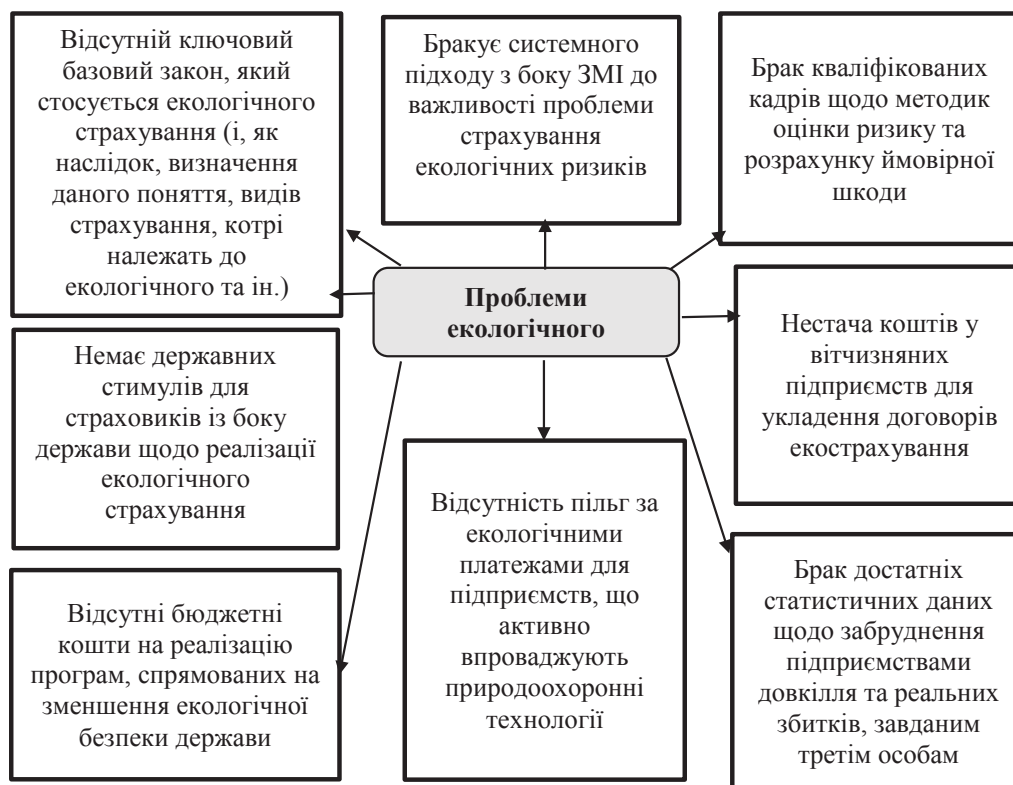 Відсутній ключовий
базовий закон, який
стосується екологічного
страхування (і, як
наслідок, визначення
даного поняття, видів
страхування, котрі
належать до
екологічного та ін.)
Бракує системного
підходу з боку ЗМІ до
важливості проблеми
страхування
екологічних ризиків
Брак кваліфікованих
кадрів щодо методик
оцінки ризику та
розрахунку ймовірної
шкоди
Проблеми
екологічного
Немає державних
стимулів для
страховиків із боку
держави щодо реалізації
екологічного
страхування
Нестача коштів у
вітчизняних
підприємств для
укладення договорів
екострахування
Відсутні бюджетні
кошти на реалізацію
програм, спрямованих на
зменшення екологічної
безпеки держави
Відсутність пільг за
екологічними
платежами для
підприємств, що
активно
впроваджують
природоохоронні
технології
Брак достатніх
статистичних даних
щодо забруднення
підприємствами
довкілля та реальних
збитків, завданим
третім особам